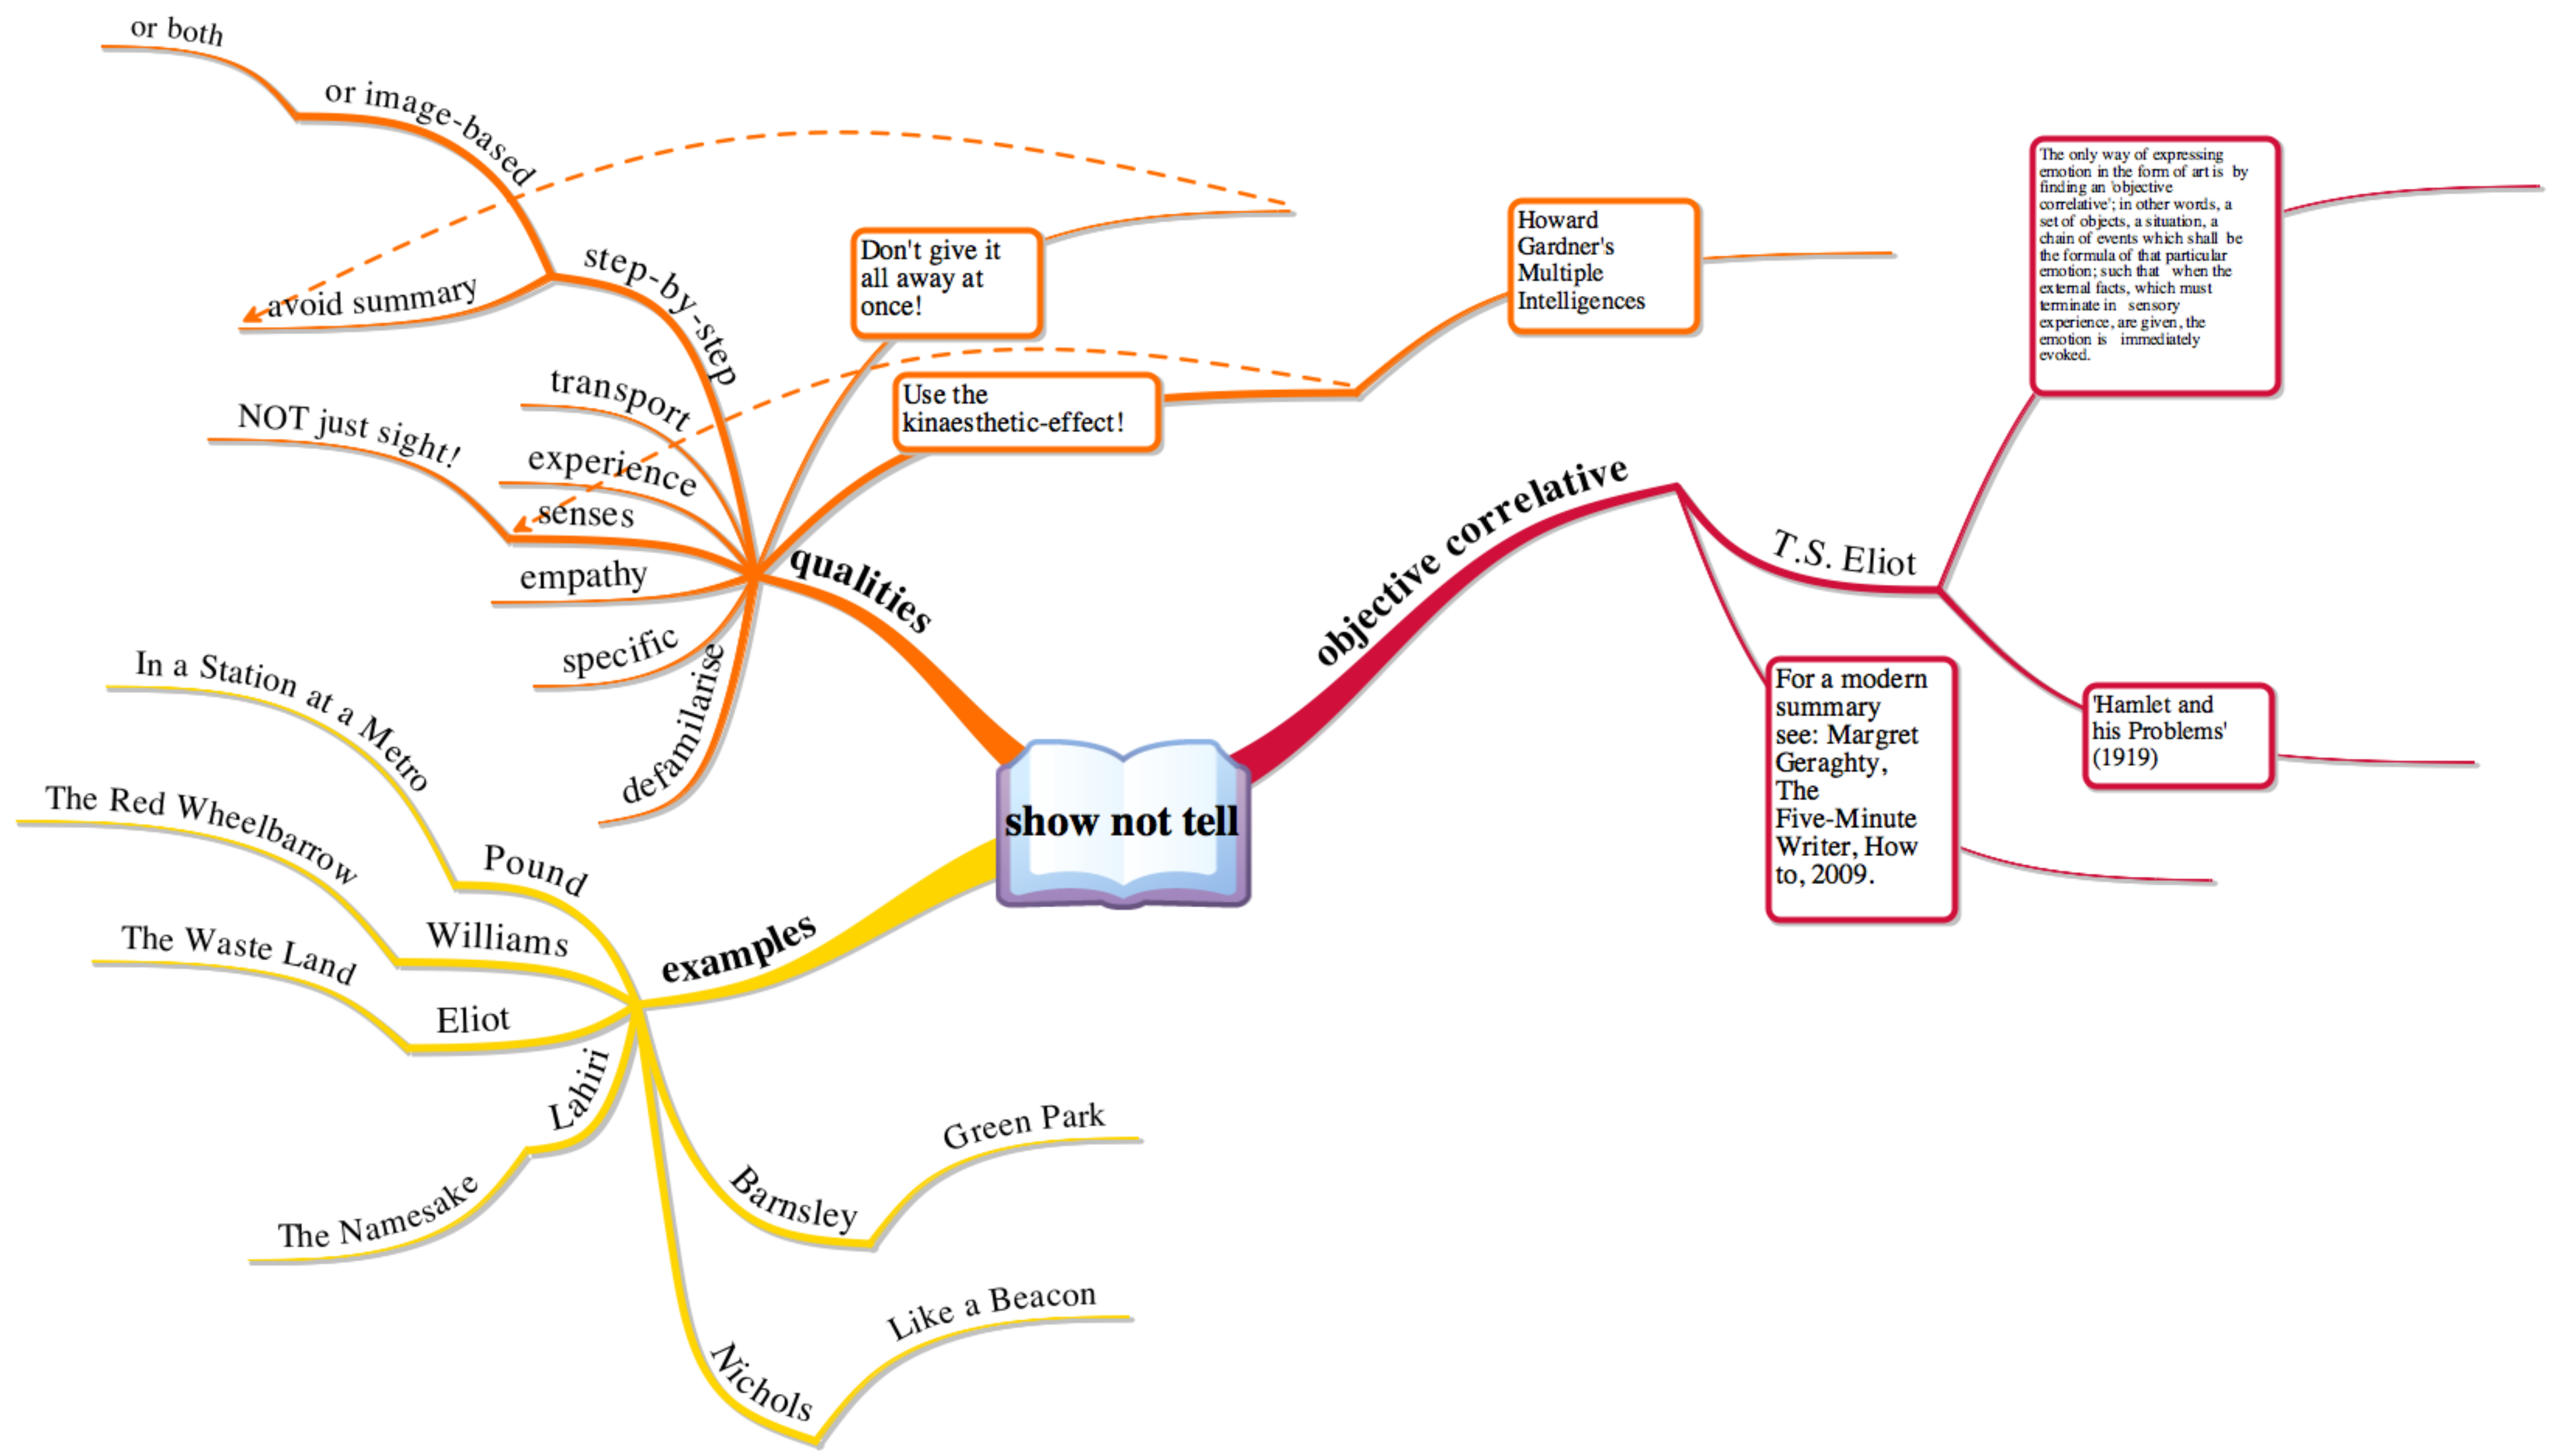 show not tell
qualities
step-by-step
or image-based
or both
avoid summary
transport
experience
senses
NOT just sight!
empathy
specific
defamilarise
Don't give it
all away at
once!
Use the
kinaesthetic-effect!
Howard
Gardner's
Multiple
Intelligences
objective correlative
T.S. Eliot
The only way of expressing
emotion in the form of art is by
finding an 'objective
correlative'; in other words, a
set of objects, a situation, a
chain of events which shall be
the formula of that particular
emotion; such that when the
external facts, which must
terminate in sensory
experience, are given, the
emotion is immediately
evoked.
'Hamlet and
his Problems'
(1919)
For a modern
summary
see: Margret
Geraghty,
The
Five-Minute
Writer, How
to, 2009.
examples
Pound
In a Station at a Metro
Williams
The Red Wheelbarrow
Eliot
The Waste Land
Lahiri
The Namesake
Barnsley
Green Park
Nichols
Like a Beacon